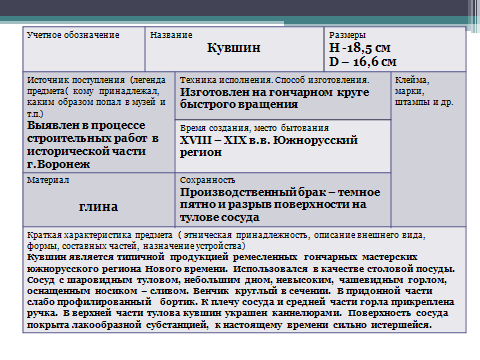 Учетное обозначение
Название
Кувшин
Размеры
Н -18,5 см
D – 16,6 см
Источник поступления (легенда
предмета( кому принадлежал,
каким образом попал в музей и
т.п.)
Выявлен в процессе
строительных работ в
исторической части
г.Воронеж
Техника исполнения. Способ изготовления.
Изготовлен на гончарном круге
быстрого вращения
Клейма,
марки,
штампы и др.
Время создания, место бытования
XVIII – XIX в.в. Южнорусский
регион
Материал
глина
Сохранность
Производственный брак – темное
пятно и разрыв поверхности на
тулове сосуда
Краткая характеристика предмета ( этническая принадлежность, описание внешнего вида,
формы, составных частей, назначение устройства)
Кувшин является типичной продукцией ремесленных гончарных мастерских
южнорусского региона Нового времени. Использовался в качестве столовой посуды.
Сосуд с шаровидным туловом, небольшим дном, невысоким, чашевидным горлом,
оснащенным носиком – сливом. Венчик круглый в сечении. В придонной части
слабо профилированный бортик. К плечу сосуда и средней части горла прикреплена
ручка. В верхней части тулова кувшин украшен каннелюрами. Поверхность сосуда
покрыта лакообразной субстанцией, к настоящему времени сильно истершейся.